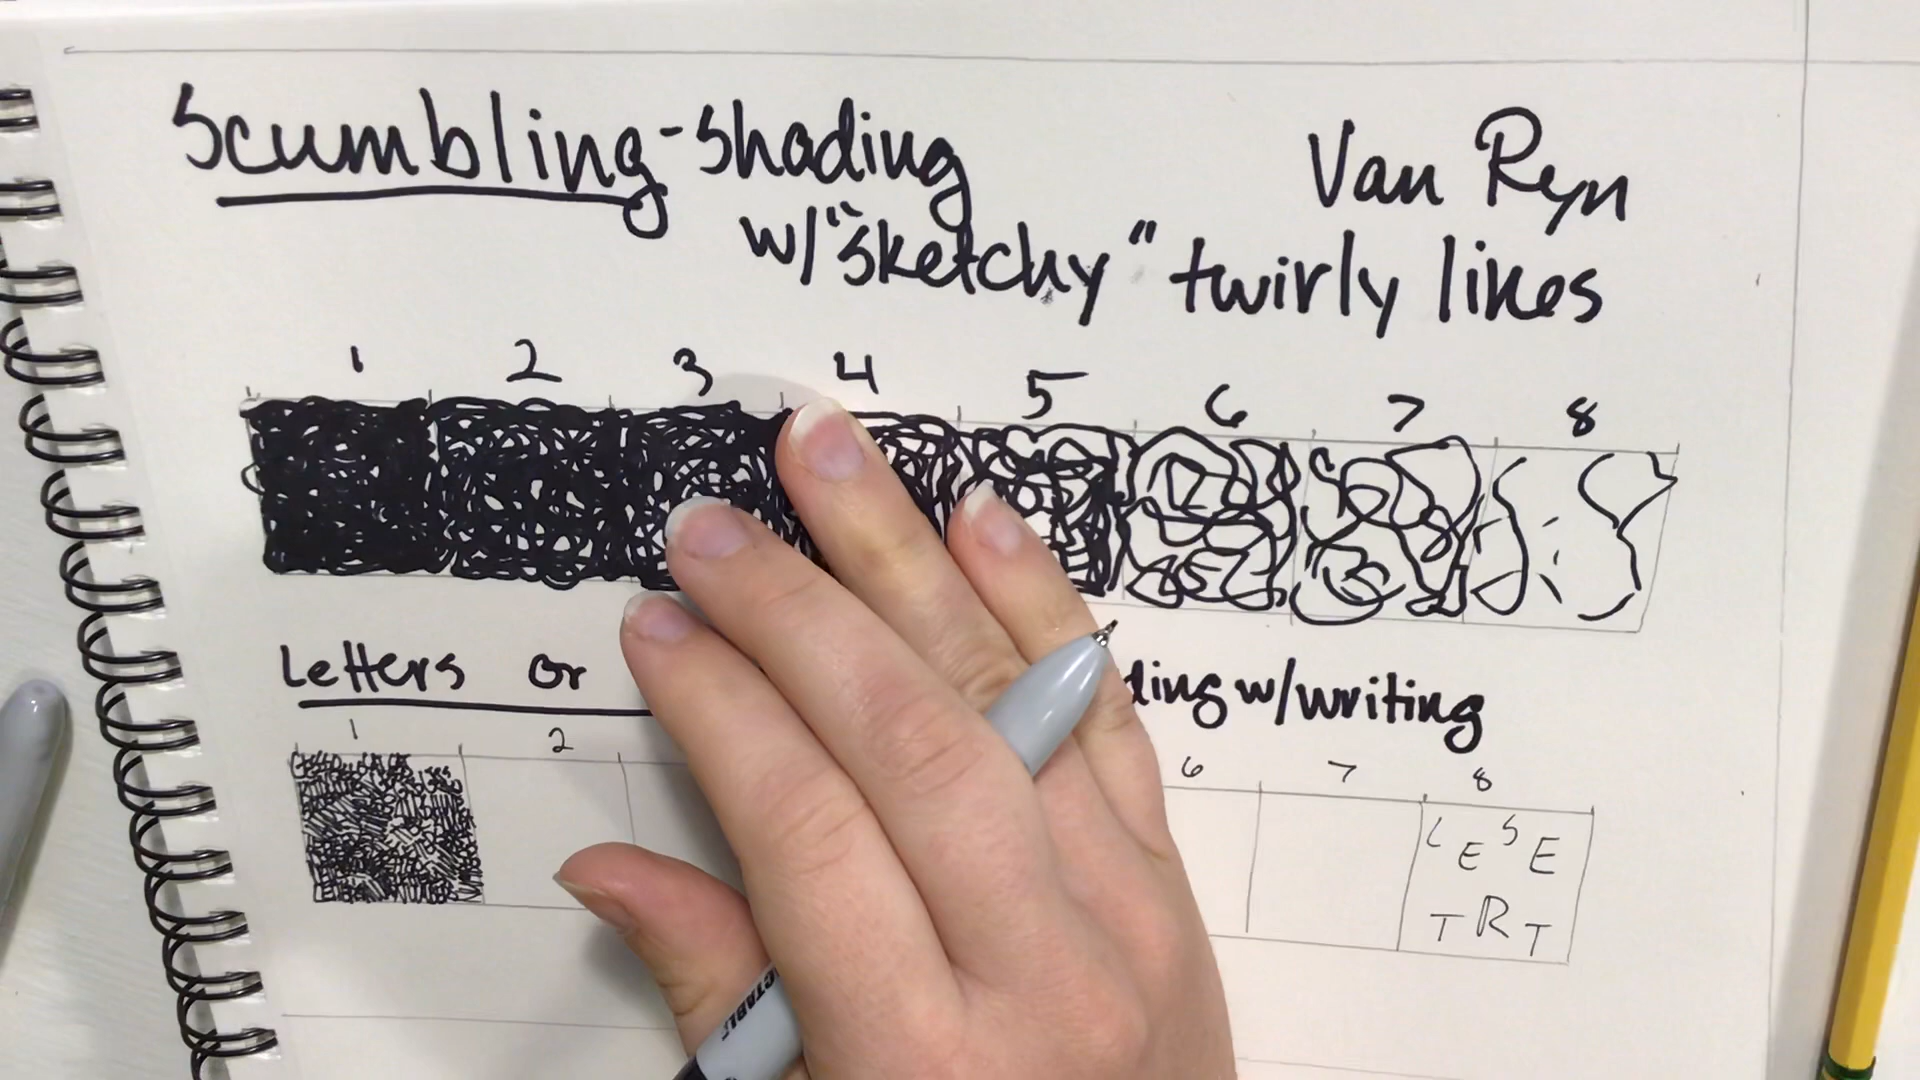 Scumbling - Shading Van Ryn
w/ "Sketchy" twirly lines
1 2 3 4 5 6 7 8
Letters or ding w/writing
1 2 6 7 8
L E S E
T R T
CTABLE